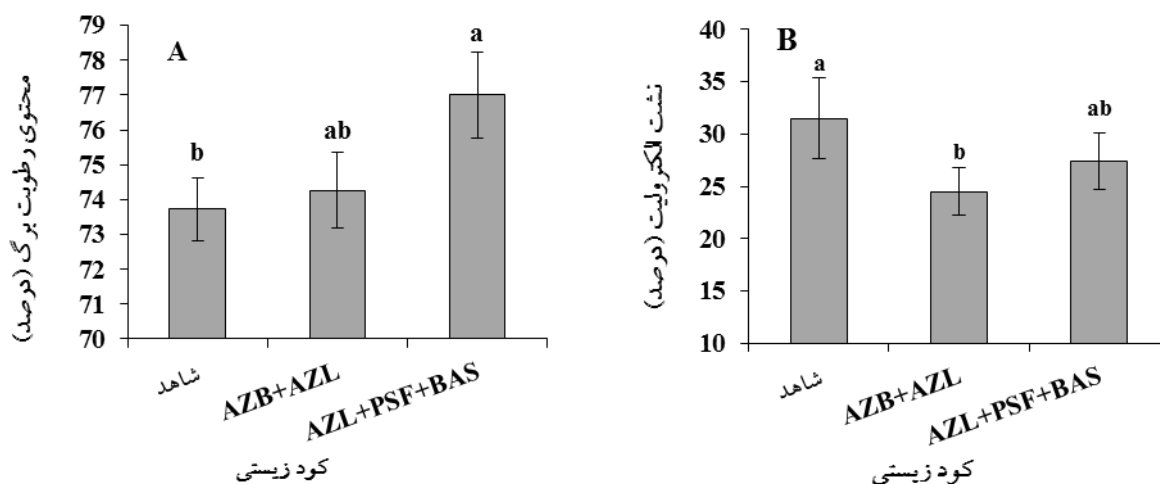 A
محتوی رطوبت برگ (درصد)
79
78
77
76
75
74
73
72
71
70
b
ab
a
شاهد
AZB+AZL
AZL+PSF+BAS
کود زیستی
B
نشت الکترولیت (درصد)
40
35
30
25
20
15
10
a
b
ab
شاهد
AZB+AZL
AZL+PSF+BAS
کود زیستی